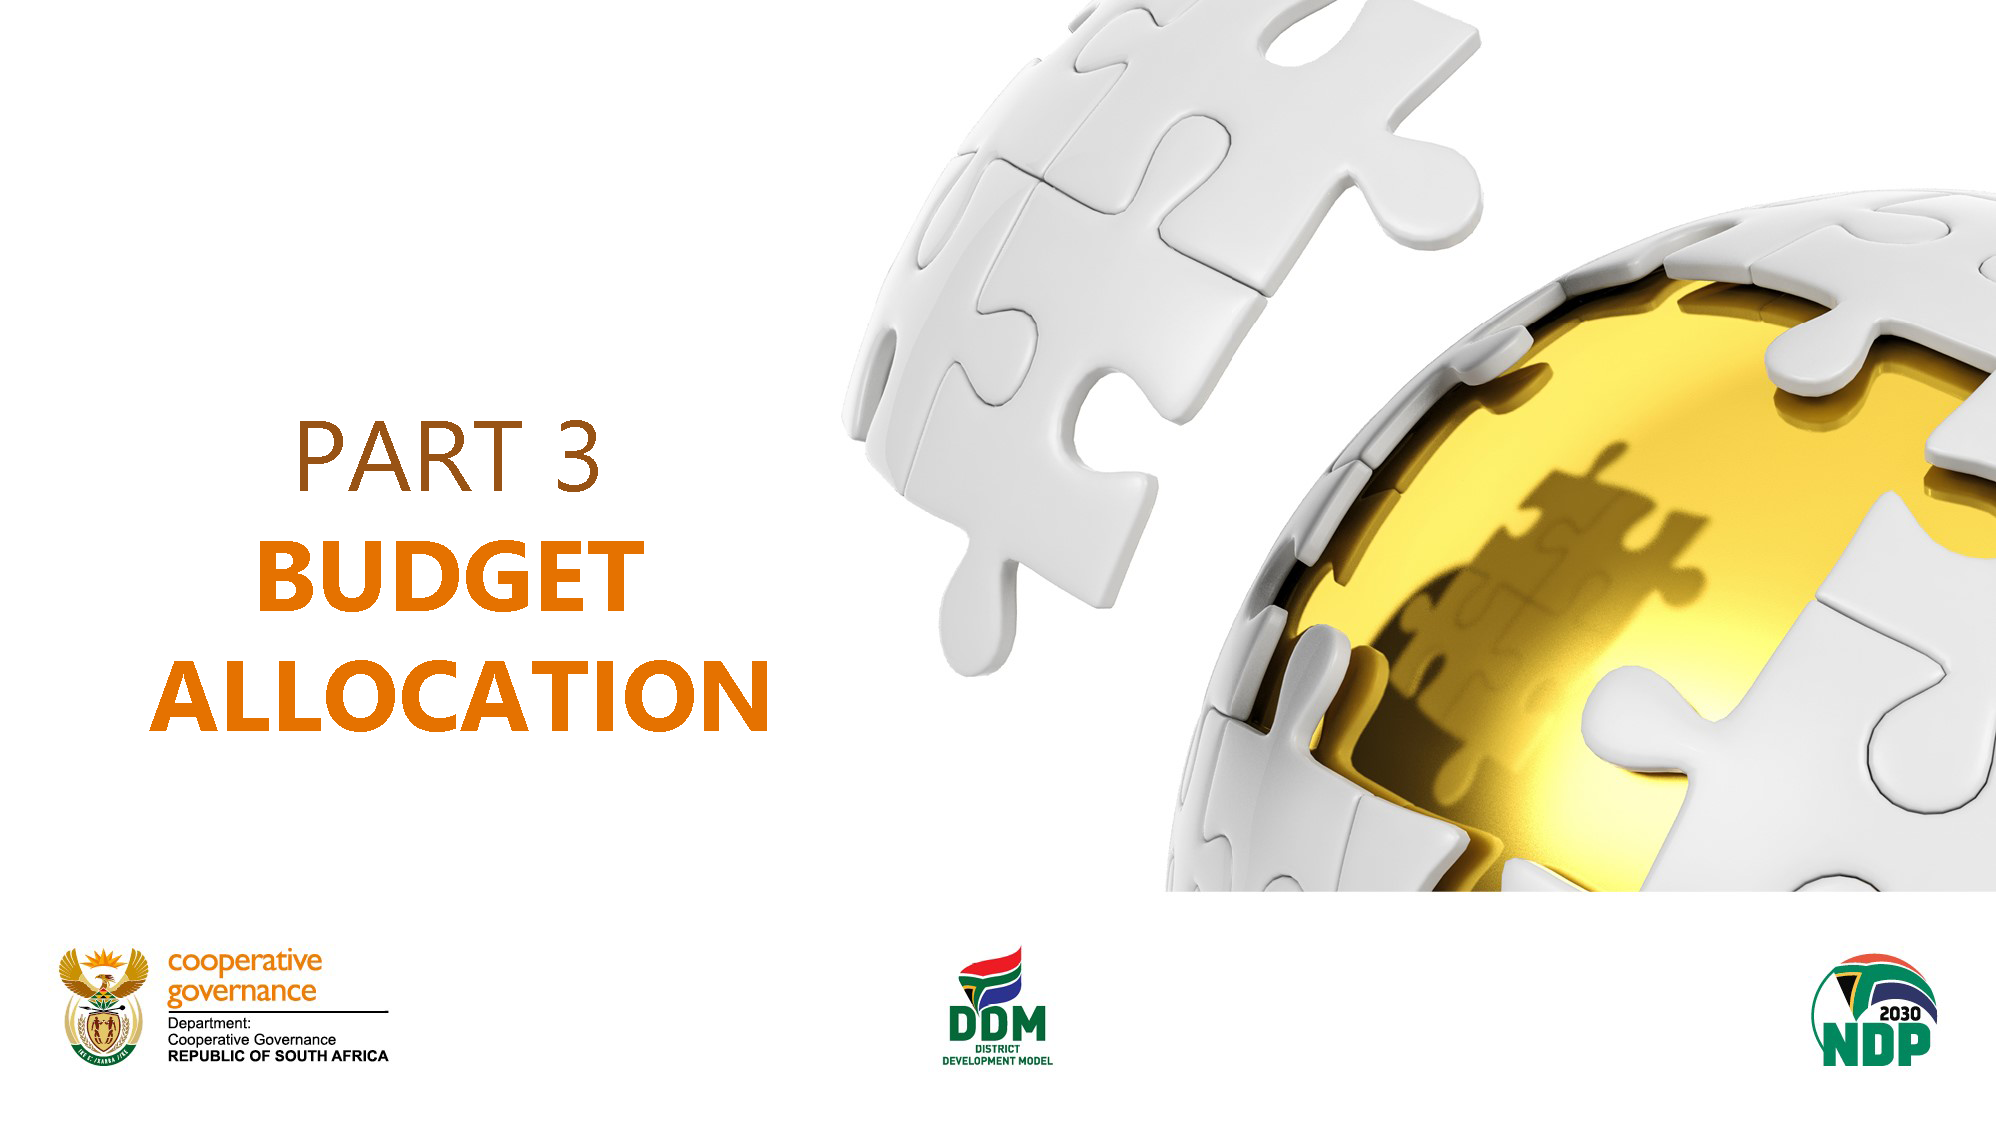 PART 3
BUDGET
ALLOCATION
cooperative
governance
Department:
Cooperative Governance
REPUBLIC OF SOUTH AFRICA
DDM
DISTRICT
DEVELOPMENT MODEL
2030
NDP